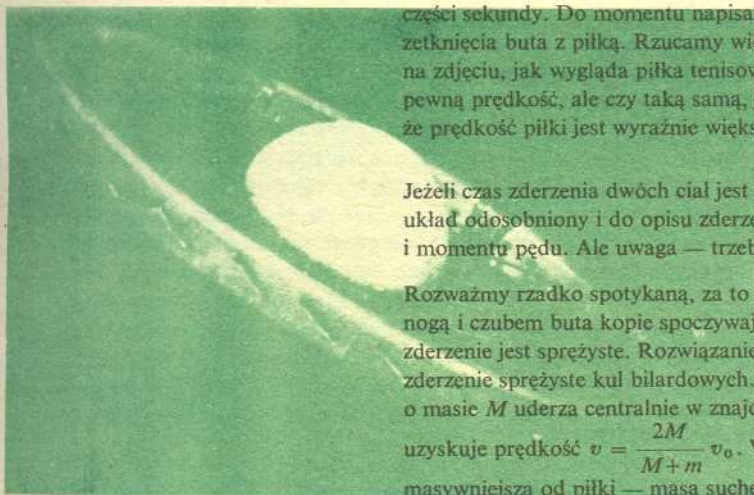 części sekundy. Do momentu napisa
zetknięcia buta z piłką. Rzucamy wi
na zdjęciu, jak wygląda piłka teniso
pewną prędkość, ale czy taką samą,
że prędkość piłki jest wyraźnie więks
Jeżeli czas zderzenia dwóch ciał jest
układ odosobniony i do opisu zderz
i momentu pędu. Ale uwaga — trzeb
Rozważmy rzadko spotykaną, za to
nogą i czubem buta kopie spoczywaj
zderzenie jest sprężyste. Rozwiązani
zderzenie sprężyste kul bilardowych.
o masie M uderza centralnie w znajd
uzyskuje prędkość v = 2M/(M+m) v₀.
masywniejsza od piłki — masa such